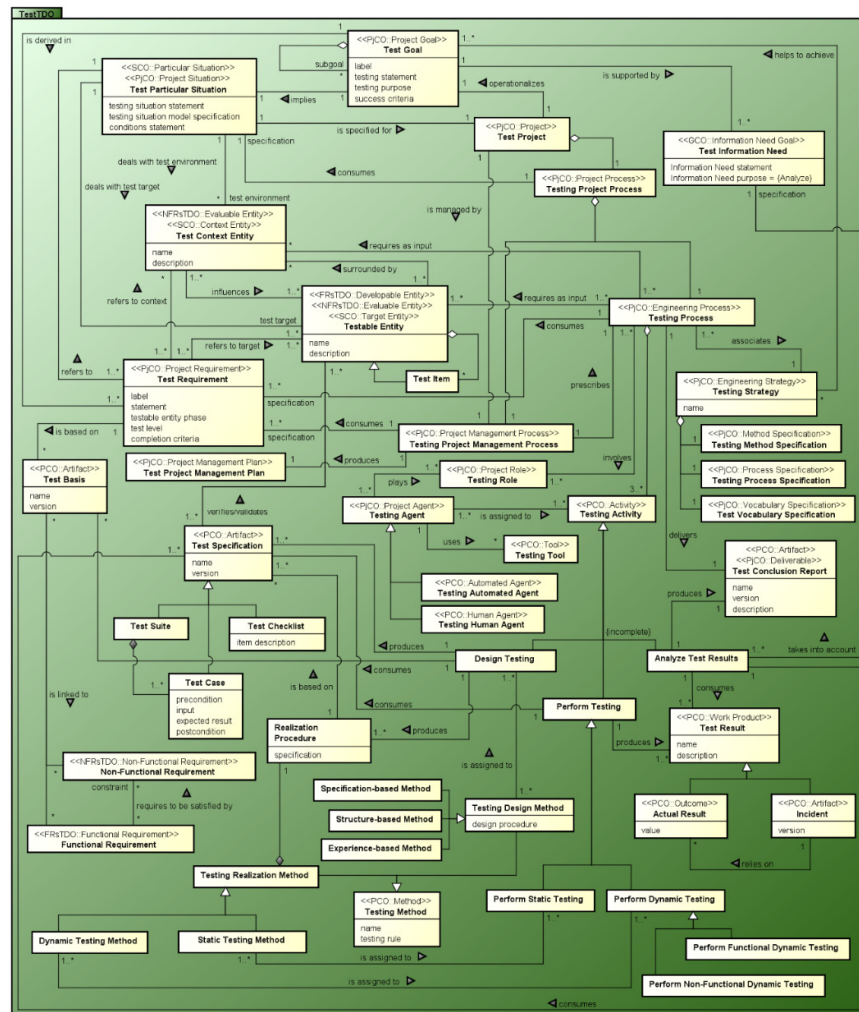 TestTDO
is derived in
1
1
1..*
<<PjCO::Project Goal>>
Test Goal
label
testing statement
testing purpose
success criteria
subgoal
*
helps to achieve
<<SCO::Particular Situation>>
<<PjCO::Project Situation>>
Test Particular Situation
testing situation statement
testing situation model specification
conditions statement
implies
operationalizes
is supported by
is specified for
specification
<<PjCO::Project>>
Test Project
<<GCO::Information Need Goal>>
Test Information Need
Information Need statement
Information Need purpose = {Analyze}
specification
deals with test environment
consumes
<<PjCO::Project Process>>
Testing Project Process
deals with test target
test environment
is managed by
<<NFRsTDO::Evaluable Entity>>
<<SCO::Context Entity>>
Test Context Entity
name
description
requires as input
surrounded by
refers to context
influences
<<FRsTDO::Developable Entity>>
<<NFRsTDO::Evaluable Entity>>
<<SCO::Target Entity>>
Testable Entity
name
description
requires as input
<<PjCO::Engineering Process>>
Testing Process
test target
refers to target
consumes
associates
refers to
<<PjCO::Project Requirement>>
Test Requirement
label
statement
testable entity phase
test level
completion criteria
Test Item
prescribes
<<PjCO::Engineering Strategy>>
Testing Strategy
name
specification
consumes
specification
is based on
<<PjCO::Project Management Process>>
Testing Project Management Process
<<PjCO::Method Specification>>
Testing Method Specification
<<PjCO::Project Management Plan>>
Test Project Management Plan
produces
involves
<<PCO::Artifact>>
Test Basis
name
version
plays
<<PjCO::Project Role>>
Testing Role
<<PjCO::Process Specification>>
Testing Process Specification
verifies/validates
<<PjCO::Project Agent>>
Testing Agent
is assigned to
<<PCO::Activity>>
Testing Activity
3..*
<<PjCO::Vocabulary Specification>>
Test Vocabulary Specification
<<PCO::Artifact>>
Test Specification
name
version
uses
<<PCO::Tool>>
Testing Tool
delivers
<<PCO::Artifact>>
<<PjCO::Deliverable>>
Test Conclusion Report
name
version
description
<<PCO::Automated Agent>>
Testing Automated Agent
produces
<<PCO::Human Agent>>
Testing Human Agent
Test Suite
Test Checklist
item description
{incomplete}
produces
takes into account
Design Testing
Analyze Test Results
Test Case
precondition
input
expected result
postcondition
consumes
is linked to
is based on
consumes
Perform Testing
consumes
Realization
Procedure
specification
produces
produces
<<PCO::Work Product>>
Test Result
name
description
<<NFRsTDO::Non-Functional Requirement>>
Non-Functional Requirement
constraint
is assigned to
requires to be satisfied by
Specification-based Method
Testing Design Method
design procedure
<<PCO::Outcome>>
Actual Result
value
<<PCO::Artifact>>
Incident
version
<<FRsTDO::Functional Requirement>>
Functional Requirement
Structure-based Method
Experience-based Method
relies on
Testing Realization Method
<<PCO::Method>>
Testing Method
name
testing rule
Perform Static Testing
Perform Dynamic Testing
Dynamic Testing Method
Static Testing Method
Perform Functional Dynamic Testing
is assigned to
is assigned to
Perform Non-Functional Dynamic Testing
consumes